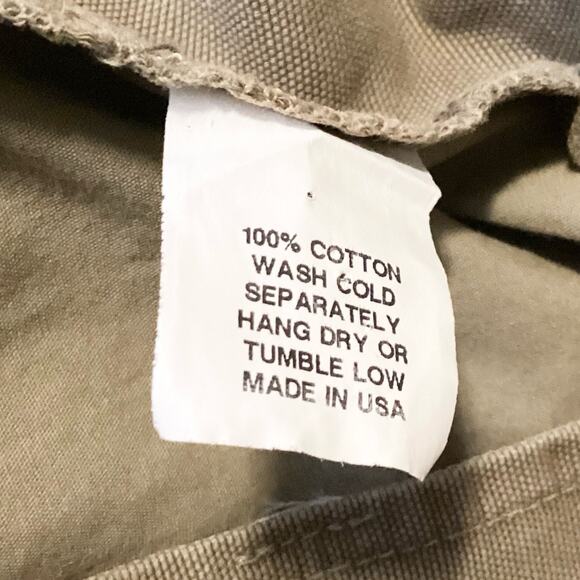 100% COTTON
WASH COLD
SEPARATELY
HANG DRY OR
TUMBLE LOW
MADE IN USA